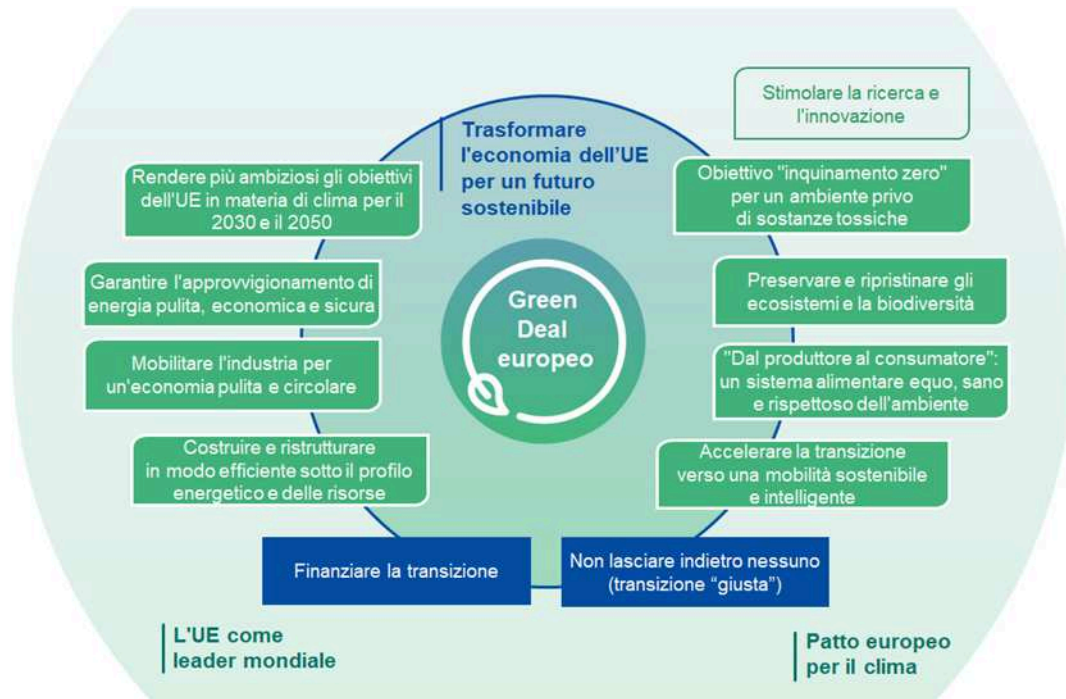 Stimolare la ricerca e
l'innovazione
Trasformare
l'economia dell'UE
per un futuro
sostenibile
Rendere più ambiziosi gli obiettivi
dell'UE in materia di clima per il
2030 e il 2050
Obiettivo "inquinamento zero"
per un ambiente privo
di sostanze tossiche
Garantire l'approvvigionamento di
energia pulita, economica e sicura
Green
Deal
europeo
Preservare e ripristinare gli
ecosistemi e la biodiversità
Mobilitare l'industria per
un'economia pulita e circolare
"Dal produttore al consumatore":
un sistema alimentare equo, sano
e rispettoso dell'ambiente
Costruire e ristrutturare
in modo efficiente sotto il profilo
energetico e delle risorse
Accelerare la transizione
verso una mobilità sostenibile
e intelligente
Finanziare la transizione
Non lasciare indietro nessuno
(transizione “giusta”)
L'UE come
leader mondiale
Patto europeo
per il clima